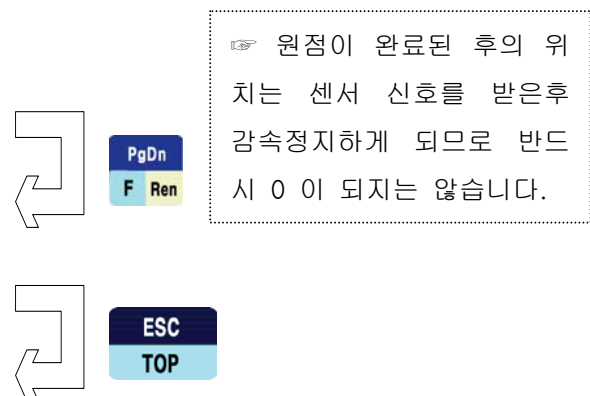 ☞ 원점이 완료된 후의 위
치는 센서 신호를 받은후
감속정지하게 되므로 반드
시 0 이 되지는 않습니다.
PgDn
F Ren
ESC
TOP